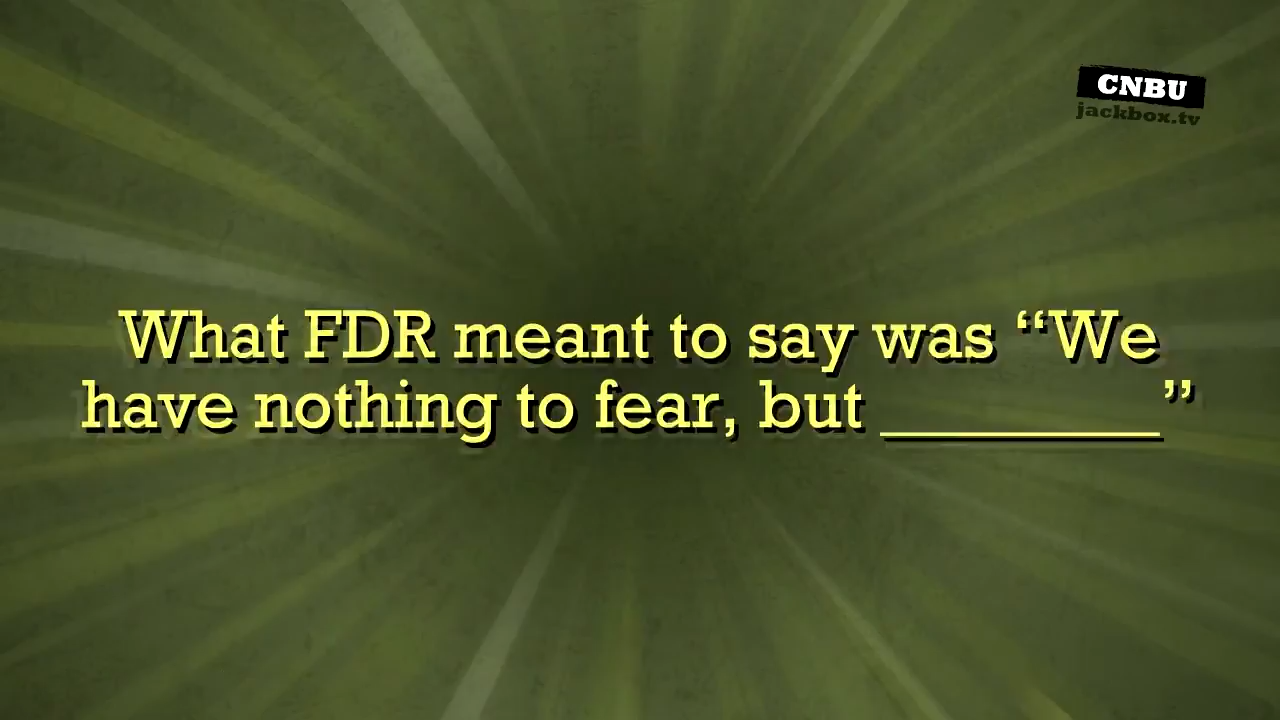 CNBU
jackbox.tv
What FDR meant to say was “We
have nothing to fear, but ________”